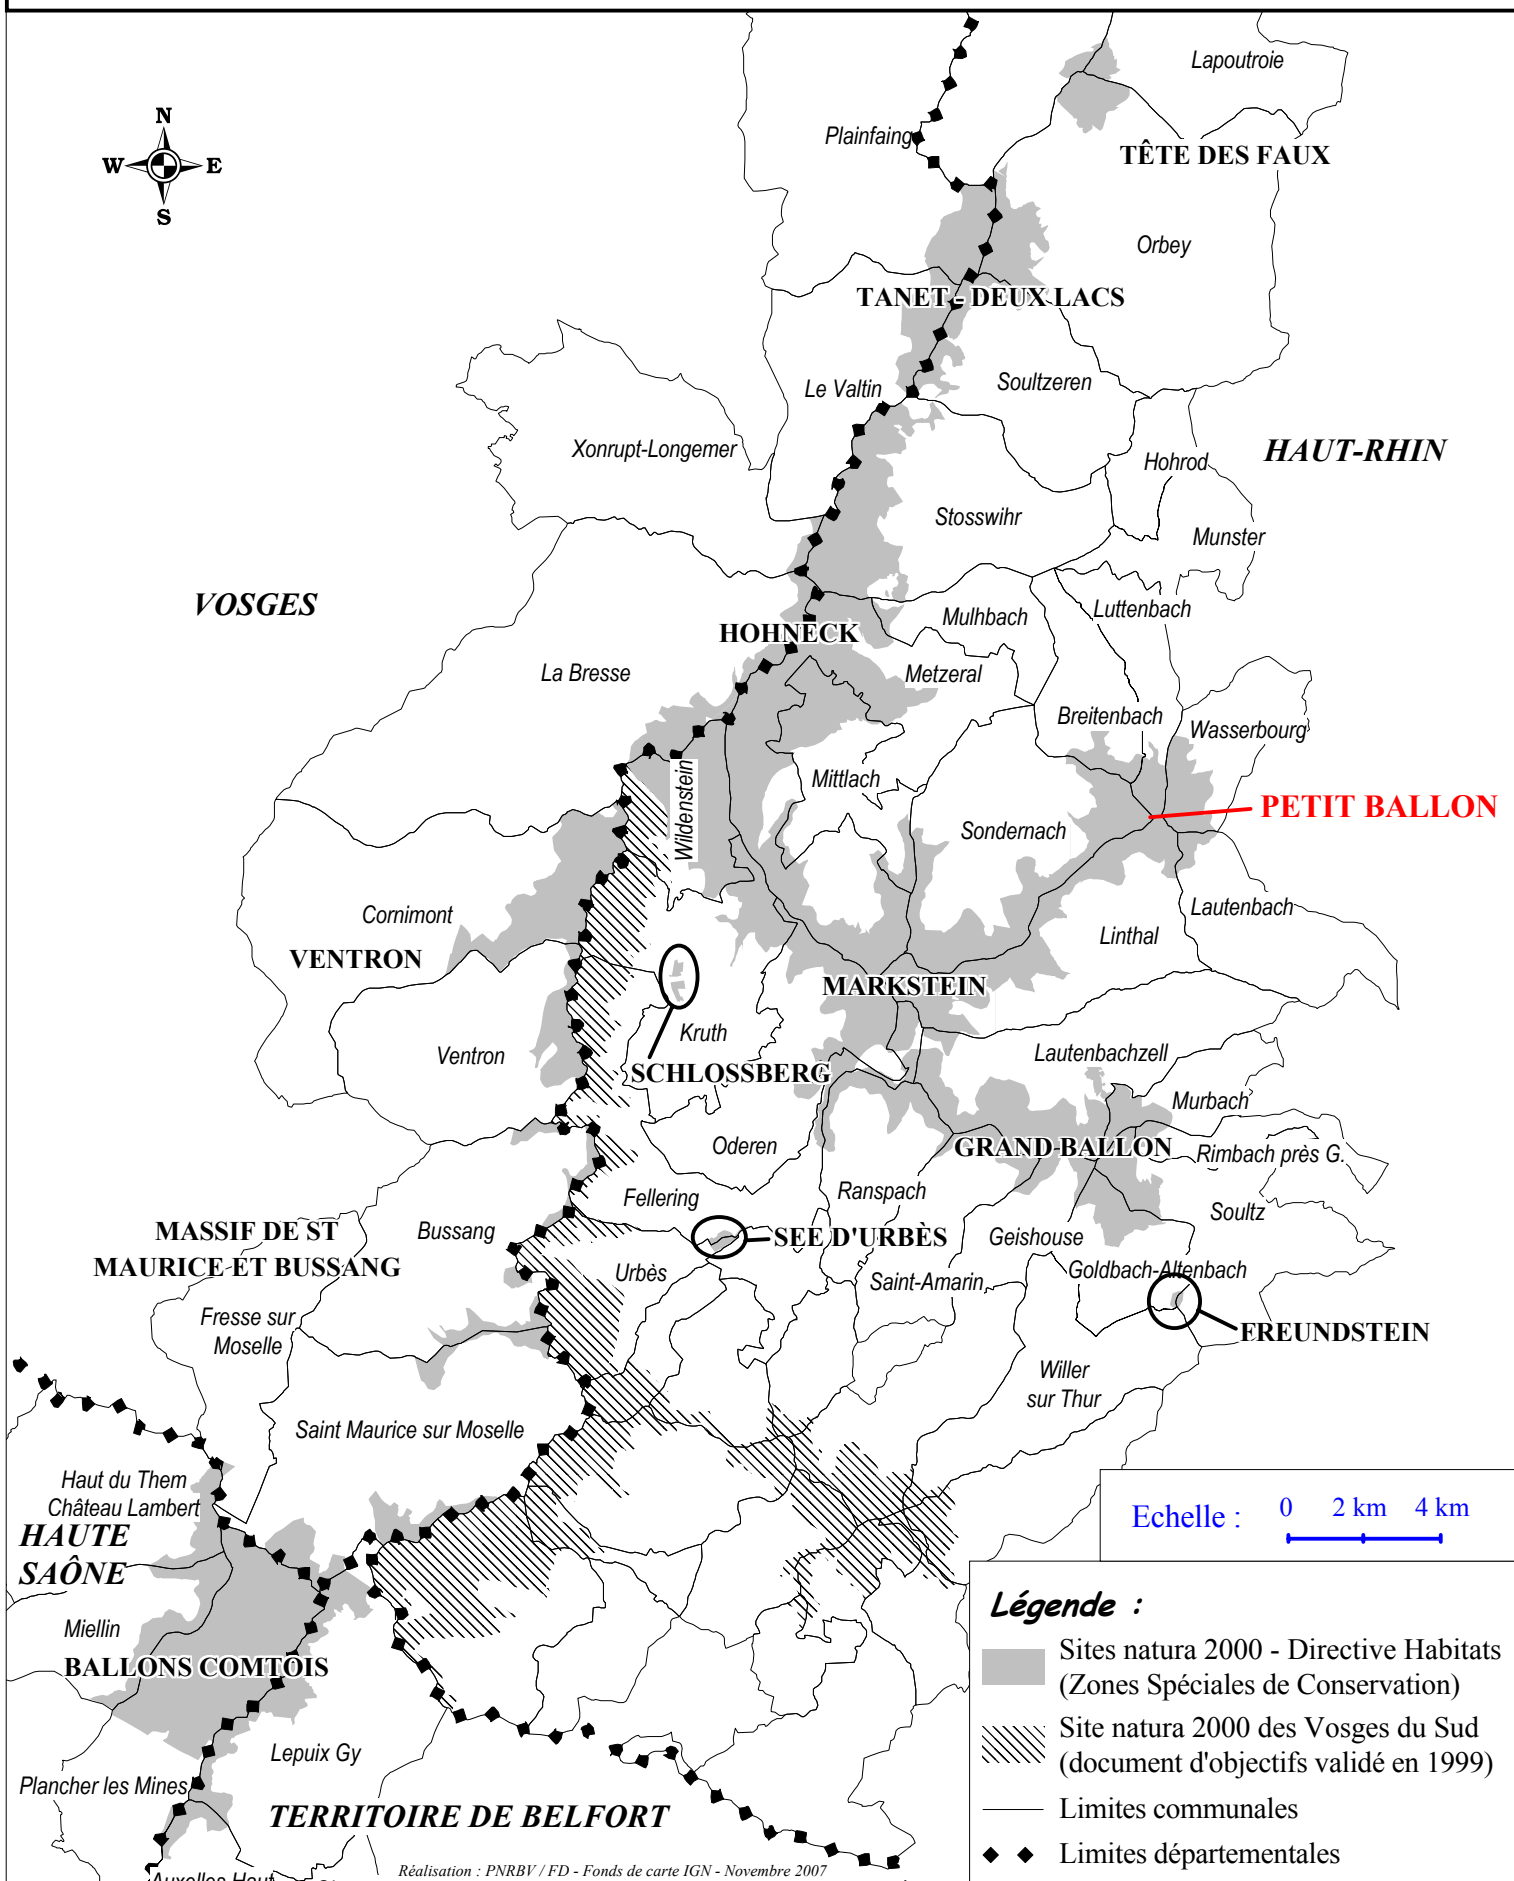 Lapoutroie
N
Plainfaing
W E
TÊTE DES FAUX
S
Orbey
TANET - DEUX LACS
Le Valtin
Soultzeren
Xonrupt-Longemer
HAUT-RHIN
Hohrod
Stosswihr
Munster
VOSGES
Luttenbach
Mulhbach
HOHNECK
La Bresse
Metzeral
Breitenbach
Wasserbourg
Mittlach
Wildenstein
PETIT BALLON
Sondernach
Cornimont
Lautenbach
Linthal
VENTRON
MARKSTEIN
Kruth
Ventron
Lautenbachzell
SCHLOSSBERG
Murbach
Oderen
GRAND BALLON
Rimbach près G.
Ranspach
Fellering
Soultz
MASSIF DE ST
MAURICE ET BUSSANG
Bussang
SEE D'URBÈS
Geishouse
Urbès
Saint-Amarin
Goldbach-Altenbach
Fresse sur
Moselle
FREUNDSTEIN
Willer
sur Thur
Saint Maurice sur Moselle
Haut du Them
Château Lambert
Echelle : 0 2 km 4 km
HAUTE
SAÔNE
Légende :
Miellin
Sites natura 2000 - Directive Habitats
(Zones Spéciales de Conservation)
BALLONS COMTOIS
Site natura 2000 des Vosges du Sud
(document d'objectifs validé en 1999)
Lepuix Gy
Plancher les Mines
Limites communales
TERRITOIRE DE BELFORT
Limites départementales
Réalisation : PNRBV / FD - Fonds de carte IGN - Novembre 2007
Auxelles Haut